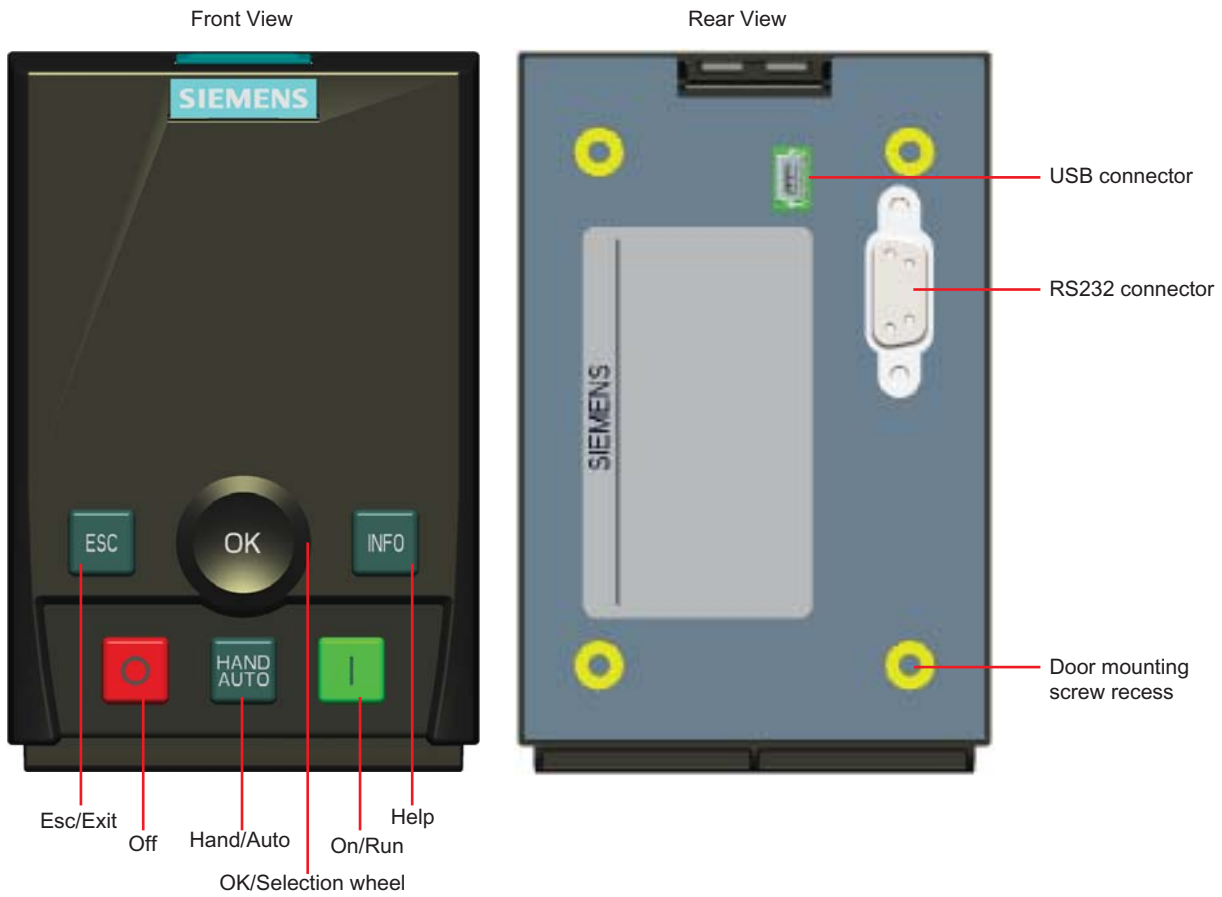 Front View
Rear View
SIEMENS
USB connector
RS232 connector
SIEMENS
ESC
OK
INFO
HAND
AUTO
I
Door mounting
screw recess
Esc/Exit
Off
Hand/Auto
On/Run
Help
OK/Selection wheel